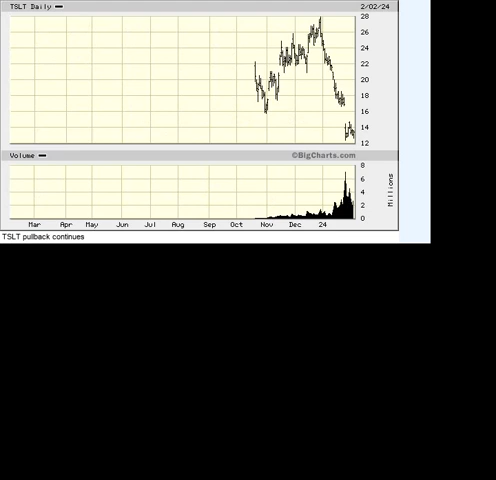 TSLT Daily 2/02/24
28
26
24
22
20
18
16
14
12
Volume ©BigCharts.com
8
6
4
2
0
Millions
Mar Apr May Jun Jul Aug Sep Oct Nov Dec 24
TSLT pullback continues